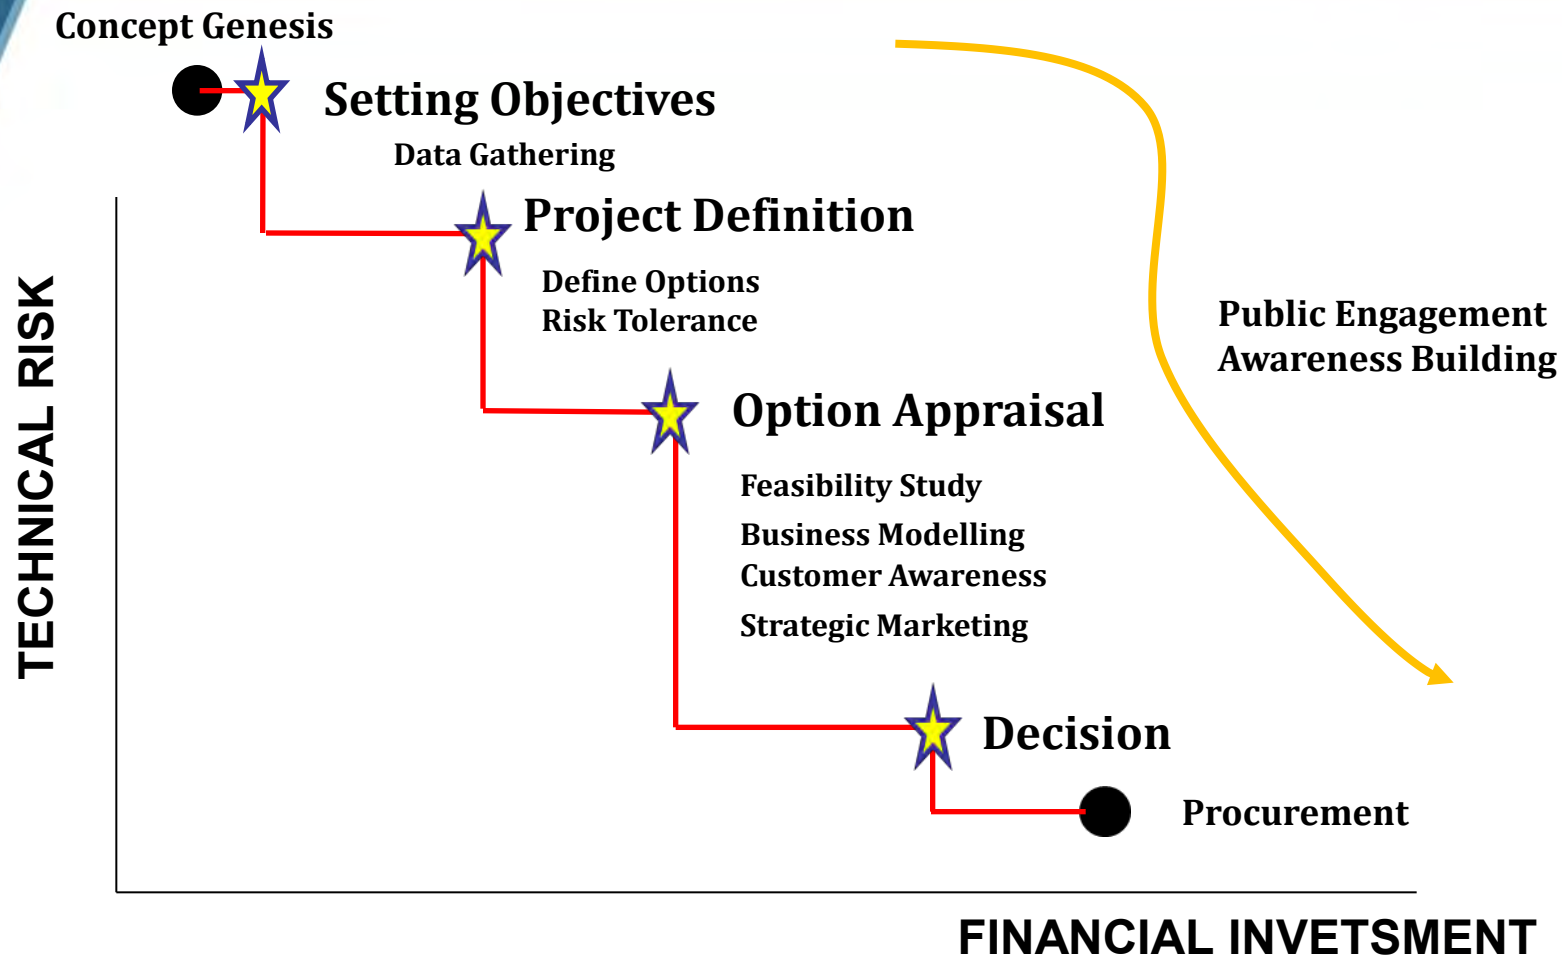 Concept Genesis
Setting Objectives
Data Gathering
Project Definition
Define Options
Risk Tolerance
Public Engagement
Awareness Building
Option Appraisal
Feasibility Study
Business Modelling
Customer Awareness
Strategic Marketing
Decision
Procurement
TECHNICAL RISK
FINANCIAL INVETSMENT